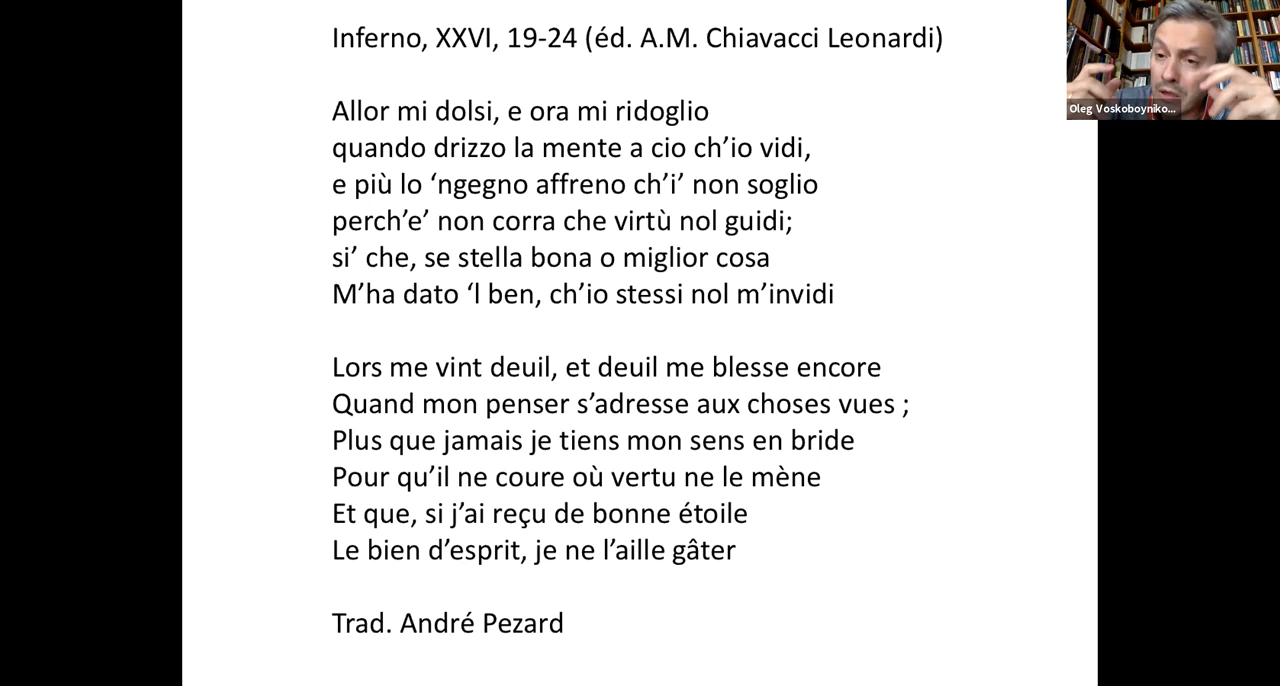 Inferno, XXVI, 19-24 (éd. A.M. Chiavacci Leonardi)
Allor mi dolsi, e ora mi ridoglio
quando drizzo la mente a cio ch’io vidi,
e più lo ‘ngegno affreno ch’i’ non soglio
perch’e’ non corra che virtù nol guidi;
si’ che, se stella bona o miglior cosa
M’ha dato ‘l ben, ch’io stessi nol m’invidi
Lors me vint deuil, et deuil me blesse encore
Quand mon penser s’adresse aux choses vues ;
Plus que jamais je tiens mon sens en bride
Pour qu’il ne coure où vertu ne le mène
Et que, si j’ai reçu de bonne étoile
Le bien d’esprit, je ne l’aille gâter
Trad. André Pezard
Oleg Voskoboyniko...